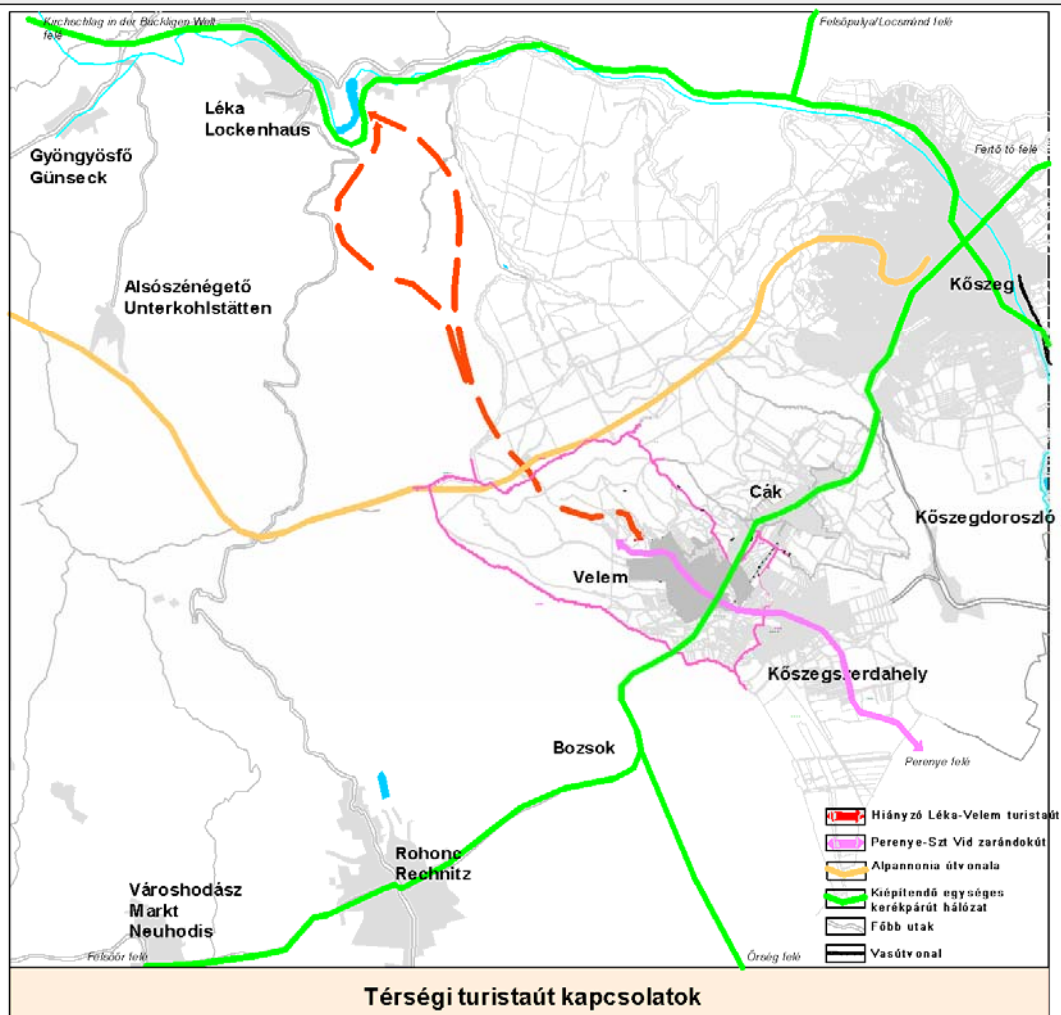 Kirchschlag in der Buckligen Welt
felé
Felsőpulya/Locsmánd felé
Léka
Lockenhaus
Gyöngyösfő
Günseck
Fertő tó felé
Alsószénégető
Unterkohlstätten
Kőszeg
Cák
Kőszegdoroszló
Velem
Kőszegszerdahely
Bozsok
Perenye felé
Hiányzó Léka-Velem turistaút
Perenye-Szt Vid zarándokút
Alpannonia útvonala
Kiépítendő egységes
kerékpárút hálózat
Főbb utak
Vasútvonal
Rohonc
Rechnitz
Városhodász
Markt
Neuhodis
Felsőőr felé
Őrség felé
Térségi turistaút kapcsolatok